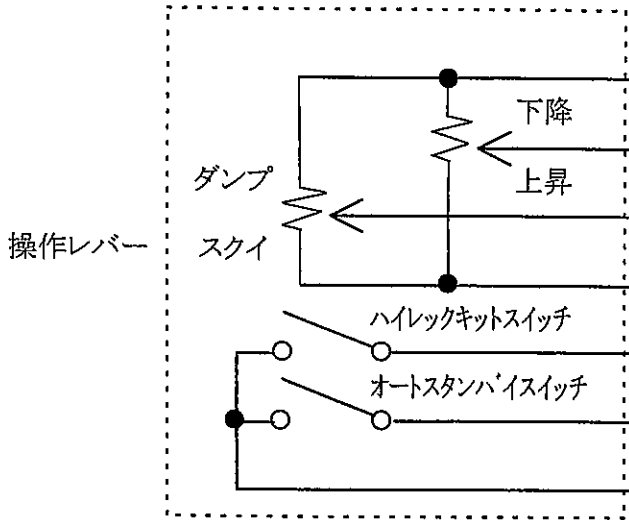 下降
上昇
ダンプ
スクイ
操作レバー
ハイレックキットスイッチ
オートスタンバイスイッチ